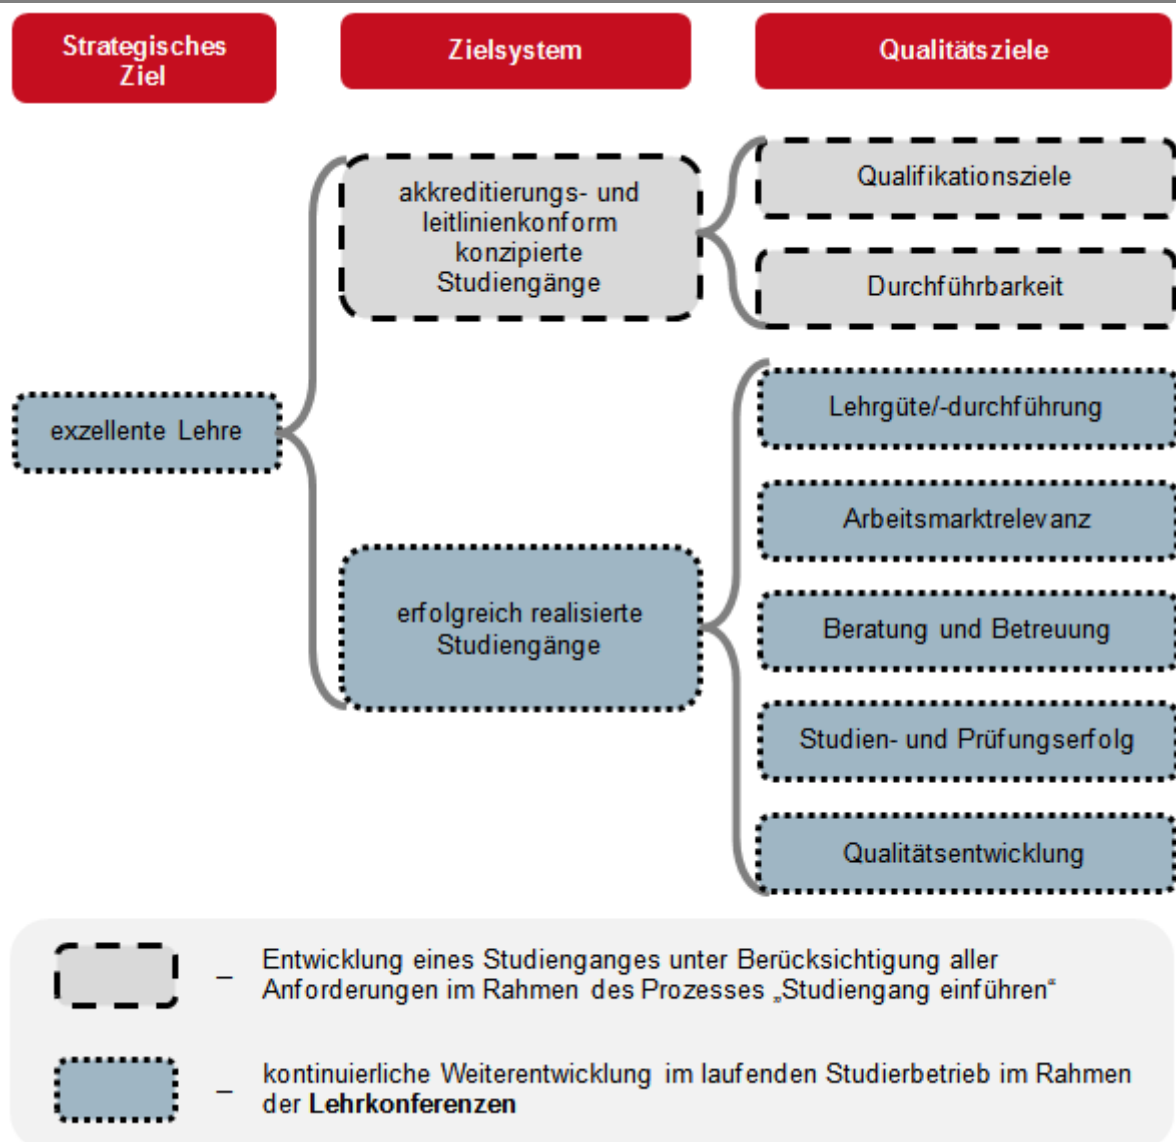 Strategisches
Ziel
Zielsystem
Qualitätsziele
akkreditierungs- und
leitlinienkonform
konzipierte
Studiengänge
Qualifikationsziele
Durchführbarkeit
exzellente Lehre
erfolgreich realisierte
Studiengänge
Lehrgüte/-durchführung
Arbeitsmarktrelevanz
Beratung und Betreuung
Studien- und Prüfungserfolg
Qualitätsentwicklung
– Entwicklung eines Studienganges unter Berücksichtigung aller
Anforderungen im Rahmen des Prozesses „Studiengang einführen“
– kontinuierliche Weiterentwicklung im laufenden Studierbetrieb im Rahmen
der Lehrkonferenzen